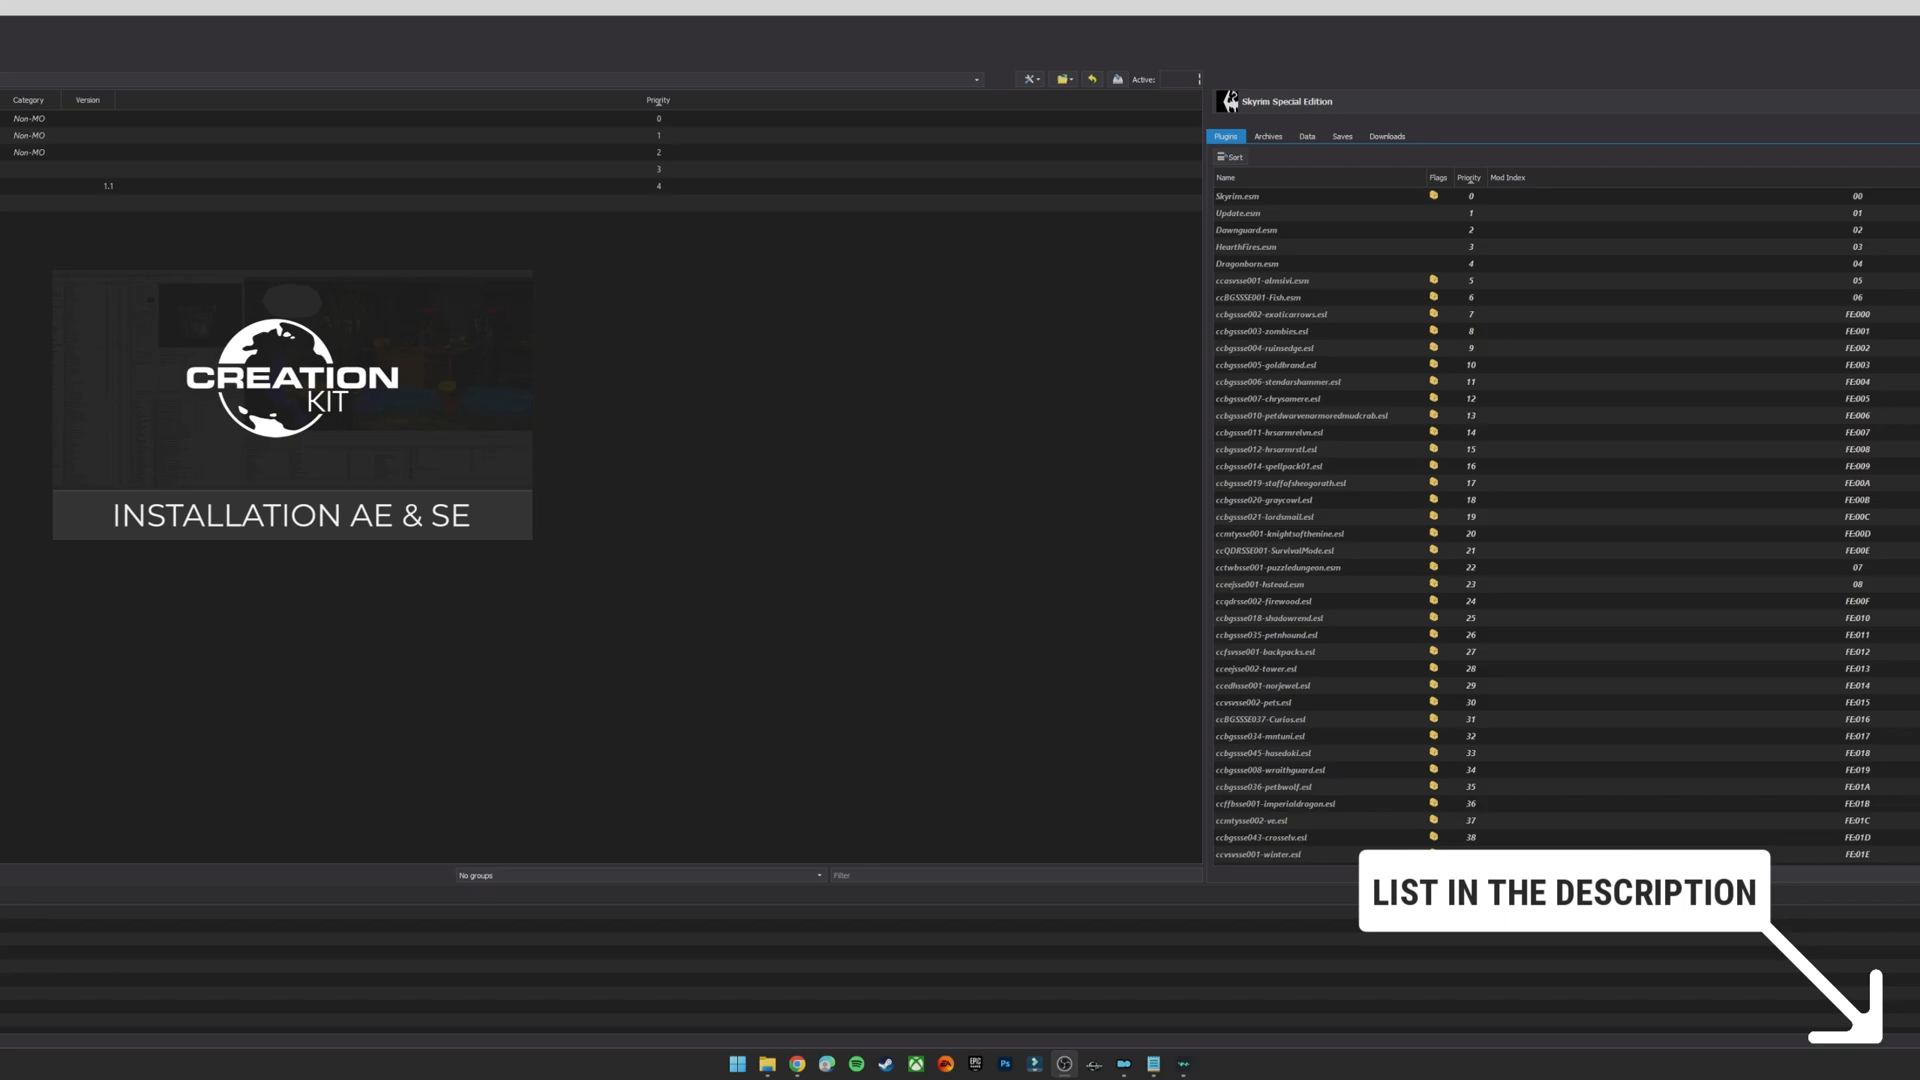 Active:
Category Version Priority
Non-MO 0
Non-MO 1
Non-MO 2
3
1.1 4
CREATION
KIT
INSTALLATION AE & SE
No groups Filter
Skyrim Special Edition
Plugins Archives Data Saves Downloads
Sort
Name Flags Priority Mod Index
Skyrim.esm 0 00
Update.esm 1 01
Dawnguard.esm 2 02
HearthFires.esm 3 03
Dragonborn.esm 4 04
ccasvsse001-almsivi.esm 5 05
ccBGSSSE001-Fish.esm 6 06
ccbgssse002-exoticarrows.esl 7 FE:000
ccbgssse003-zombies.esl 8 FE:001
ccbgssse004-ruinsedge.esl 9 FE:002
ccbgssse005-goldbrand.esl 10 FE:003
ccbgssse006-stendarshammer.esl 11 FE:004
ccbgssse007-chrysamere.esl 12 FE:005
ccbgssse010-petdwarvenarmoredmudcrab.esl 13 FE:006
ccbgssse011-hrsarmrelvn.esl 14 FE:007
ccbgssse012-hrsarmrstl.esl 15 FE:008
ccbgssse014-spellpack01.esl 16 FE:009
ccbgssse019-staffofsheogorath.esl 17 FE:00A
ccbgssse020-graycowl.esl 18 FE:00B
ccbgssse021-lordsmail.esl 19 FE:00C
ccmtysse001-knightsofthenine.esl 20 FE:00D
ccQDRSSE001-SurvivalMode.esl 21 FE:00E
cctwbsse001-puzzledungeon.esm 22 07
cceejsse001-hstead.esm 23 08
ccqdrsse002-firewood.esl 24 FE:00F
ccbgssse018-shadowrend.esl 25 FE:010
ccbgssse035-petnhound.esl 26 FE:011
ccfsvsse001-backpacks.esl 27 FE:012
cceejsse002-tower.esl 28 FE:013
ccedhsse001-norjewel.esl 29 FE:014
ccvsvsse002-pets.esl 30 FE:015
ccBGSSSE037-Curios.esl 31 FE:016
ccbgssse034-mntuni.esl 32 FE:017
ccbgssse045-hasedoki.esl 33 FE:018
ccbgssse008-wraithguard.esl 34 FE:019
ccbgssse036-petbwolf.esl 35 FE:01A
ccffbsse001-imperialdragon.esl 36 FE:01B
ccmtysse002-ve.esl 37 FE:01C
ccbgssse043-crosselv.esl 38 FE:01D
ccvsvsse001-winter.esl FE:01E
LIST IN THE DESCRIPTION
EPIC
Ps